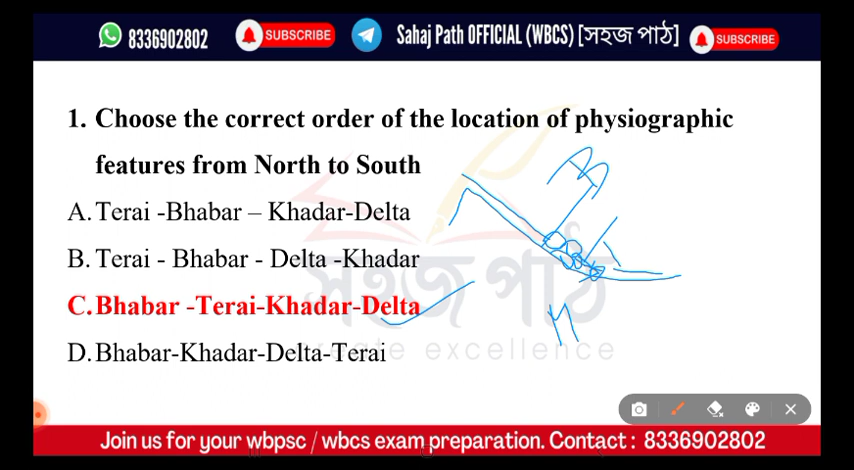 8336902802 SUBSCRIBE Sahaj Path OFFICIAL (WBCS) [সহজ পাঠ] SUBSCRIBE
1. Choose the correct order of the location of physiographic
features from North to South
A. Terai -Bhabar – Khadar-Delta
B. Terai - Bhabar - Delta -Khadar
C. Bhabar -Terai-Khadar-Delta
D. Bhabar-Khadar-Delta-Terai
সহজ পাঠ
create excellence
Join us for your wbpsc / wbcs exam preparation. Contact : 8336902802